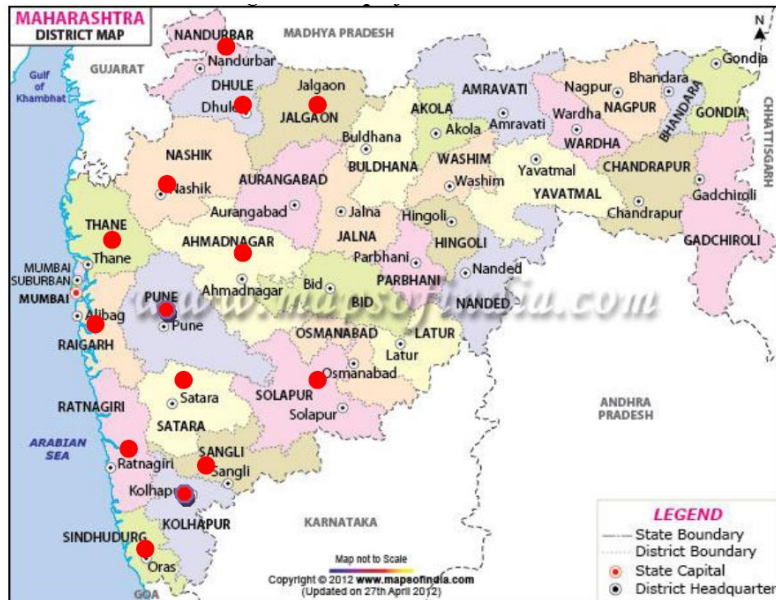 MAHARASHTRA
DISTRICT MAP
NANDURBAR
Nandurbar
MADHYA PRADESH
N
GUJARAT
Gulf
of
Khambhat
DHULE
Dhule
Jalgaon
JALGAON
AMRAVATI
Amravati
AKOLA
Akola
Nagpur
NAGPUR
Bhandara
BHANDARA
Gondia
GONDIA
CHHATTISGARH
Wardha
WARDHA
Buldhana
BULDHANA
WASHIM
Washim
Yavatmal
YAVATMAL
CHANDRAPUR
Chandrapur
Gadchiroli
GADCHIROLI
NASHIK
Nashik
AURANGABAD
Aurangabad
Jalna
JALNA
Hingoli
HINGOLI
Parbhani
PARBHANI
Nanded
NANDED
THANE
Thane
AHMADNAGAR
Ahmadnagar
Bid
BID
MUMBAI
SUBURBAN
MUMBAI
PUNE
Pune
www.mapsofindia.com
Alibag
RAIGARH
OSMANABAD
Osmanabad
LATUR
Latur
RATNAGIRI
Ratnagiri
Satara
SATARA
SOLAPUR
Solapur
ANDHRA
PRADESH
ARABIAN
SEA
SANGLI
Sangli
Kolhapur
KOLHAPUR
SINDHUDURG
Oras
GOA
KARNATAKA
Map not to Scale
Copyright © 2012 www.mapsofindia.com
(Updated on 27th April 2012)
LEGEND
State Boundary
District Boundary
State Capital
District Headquarter